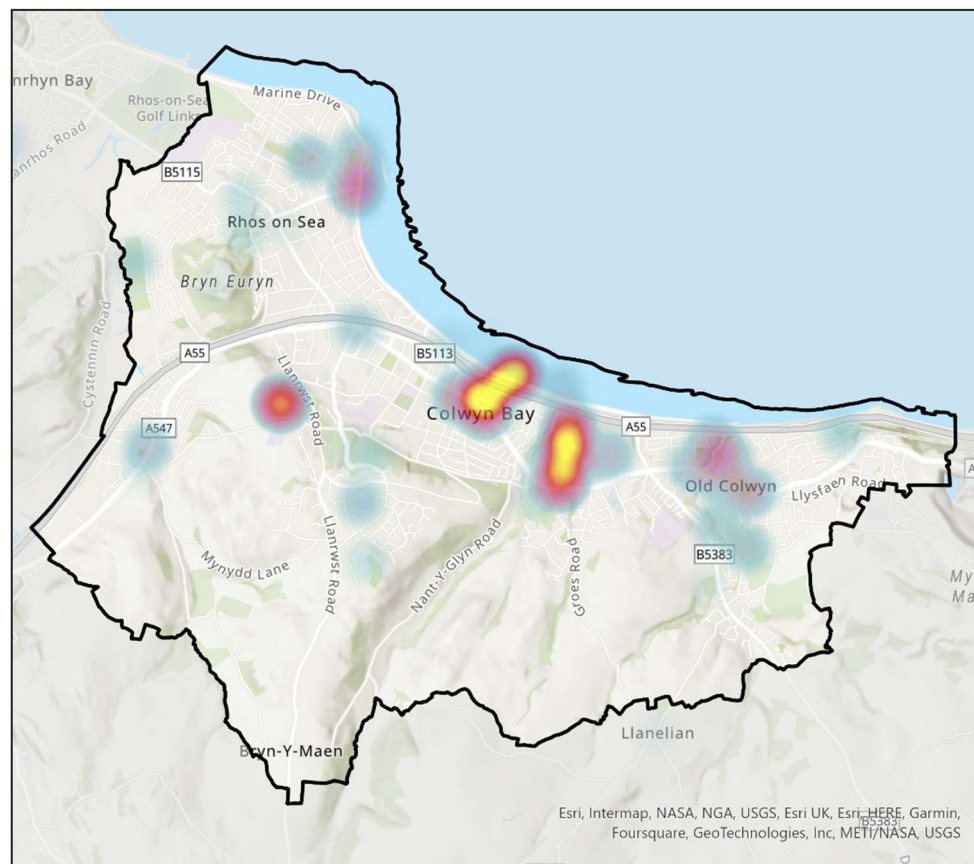 nrhyn Bay
Rhos-on-Sea
Golf Links
Marine Drive
anrhos Road
B5115
Rhos on Sea
Bryn Euryn
Cystennin Road
A55
B5113
Llanrwst Road
Colwyn Bay
A547
A55
Old Colwyn
Llysfaen Road
A
Llanrwst Road
Nant-Y-Glyn Road
Groes Road
B5383
Mynydd Lane
My
Ma
Llanelian
Bryn-Y-Maen
Esri, Intermap, NASA, NGA, USGS, Esri UK, Esri, HERE, Garmin,
B5383
Foursquare, GeoTechnologies, Inc, METI/NASA, USGS
D